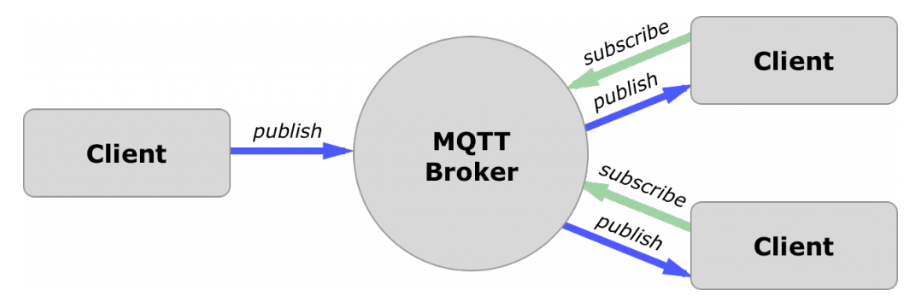 Client
publish
MQTT
Broker
subscribe
publish
Client
subscribe
publish
Client